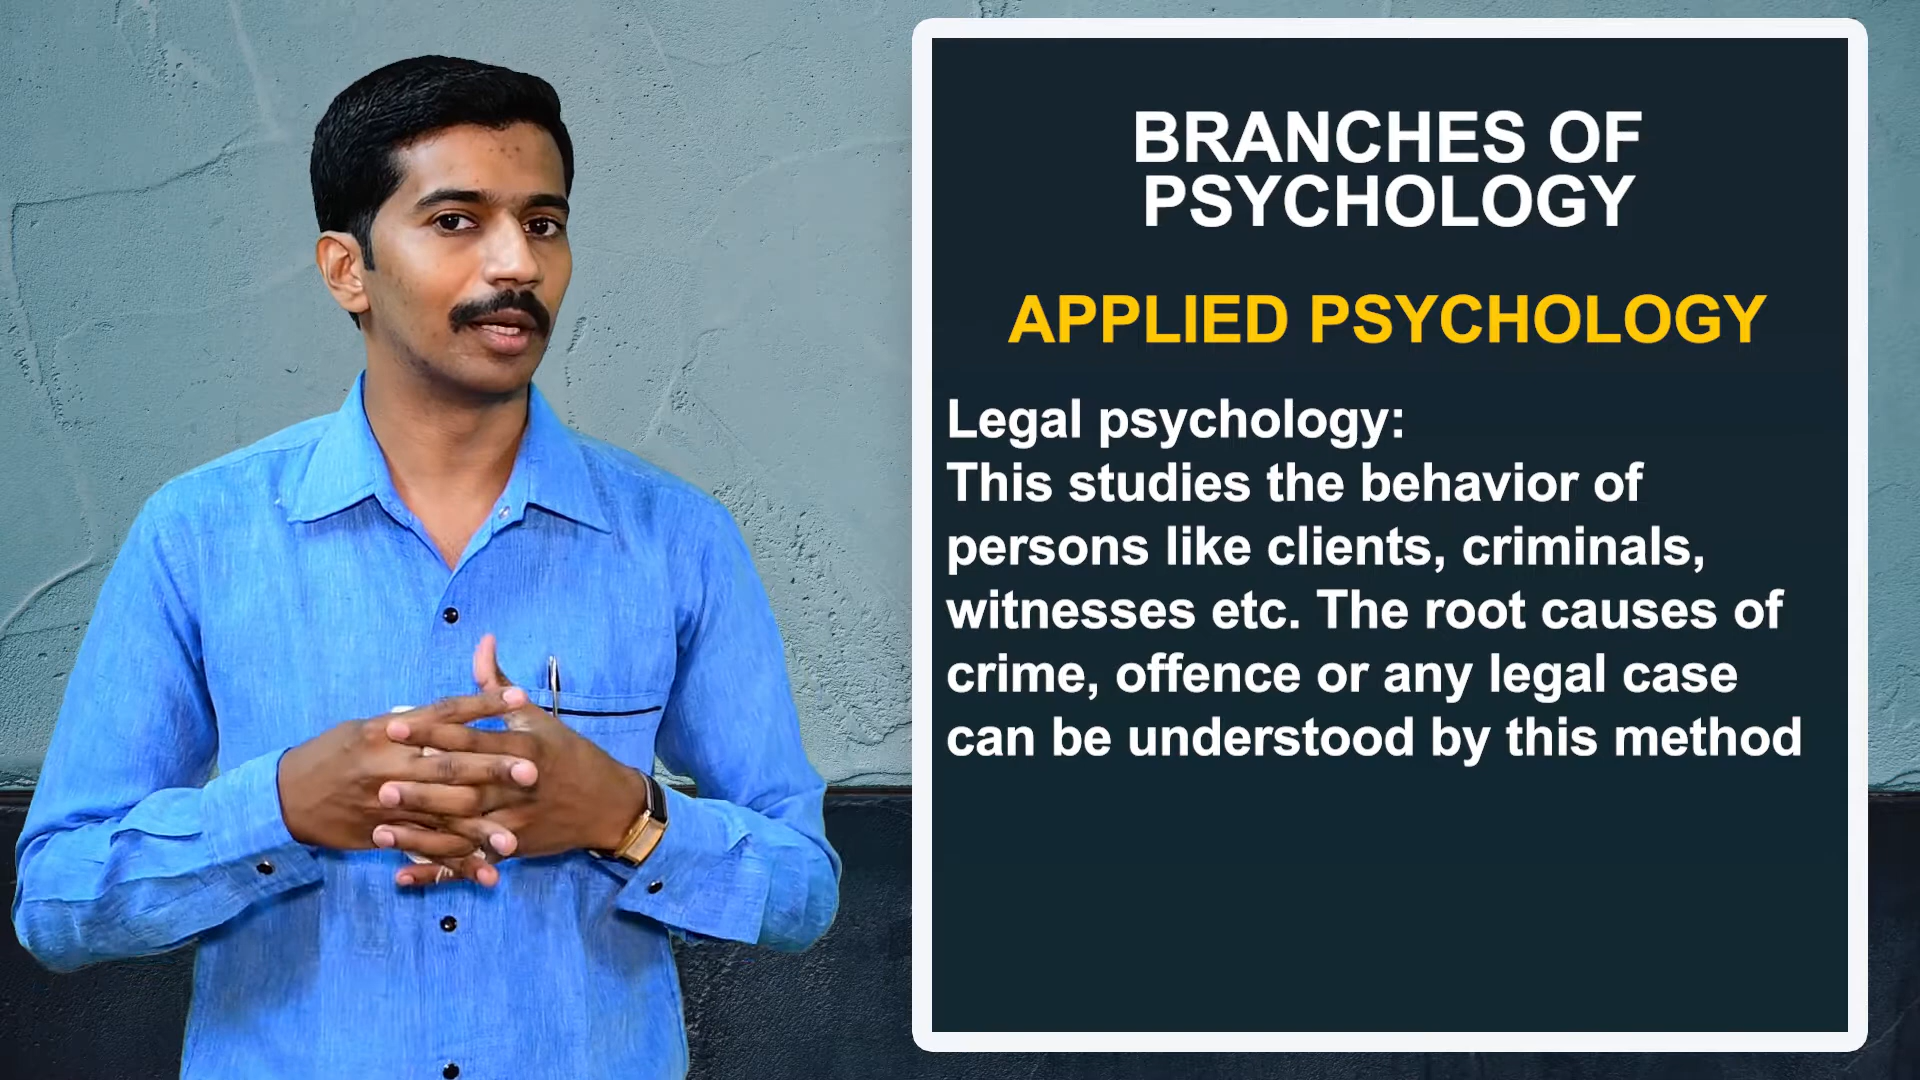 BRANCHES OF
PSYCHOLOGY
APPLIED PSYCHOLOGY
Legal psychology:
This studies the behavior of
persons like clients, criminals,
witnesses etc. The root causes of
crime, offence or any legal case
can be understood by this method